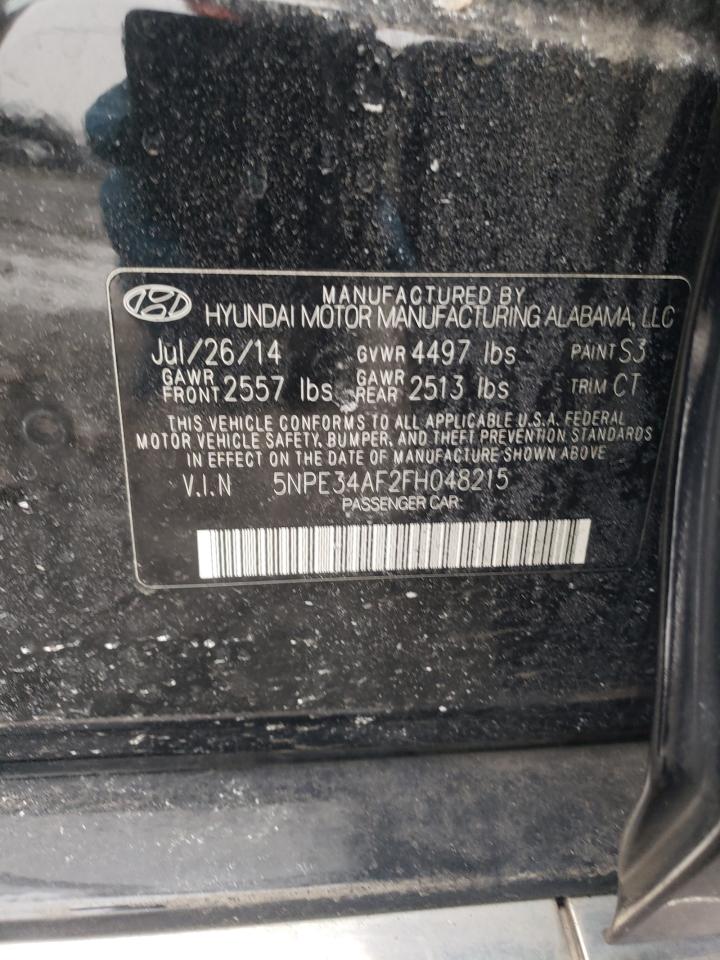 MANUFACTURED BY
HYUNDAI MOTOR MANUFACTURING ALABAMA, LLC
Jul/26/14 GVWR 4497 lbs PAINT S3
GAWR FRONT 2557 lbs GAWR REAR 2513 lbs TRIM CT
THIS VEHICLE CONFORMS TO ALL APPLICABLE U.S.A. FEDERAL
MOTOR VEHICLE SAFETY, BUMPER, AND THEFT PREVENTION STANDARDS
IN EFFECT ON THE DATE OF MANUFACTURE SHOWN ABOVE
V.I.N 5NPE34AF2FH048215
PASSENGER CAR